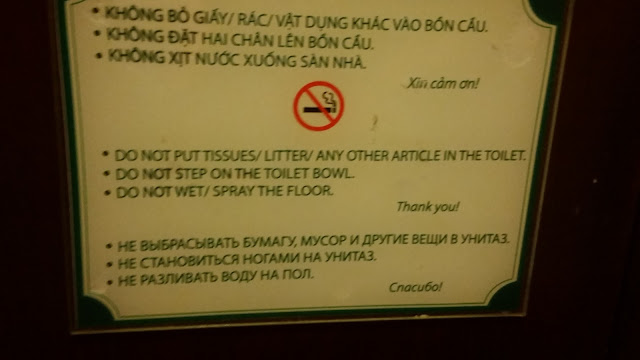 • KHÔNG BỎ GIẤY/ RÁC/ VẬT DỤNG KHÁC VÀO BỒN CẦU.
• KHÔNG ĐẶT HAI CHÂN LÊN BỒN CẦU.
• KHÔNG XỊT NƯỚC XUỐNG SÀN NHÀ.
Xin cảm ơn!
• DO NOT PUT TISSUES/ LITTER/ ANY OTHER ARTICLE IN THE TOILET.
• DO NOT STEP ON THE TOILET BOWL.
• DO NOT WET/ SPRAY THE FLOOR.
Thank you!
• НЕ ВЫБРАСЫВАТЬ БУМАГУ, МУСОР И ДРУГИЕ ВЕЩИ В УНИТАЗ.
• НЕ СТАНОВИТЬСЯ НОГАМИ НА УНИТАЗ.
• НЕ РАЗЛИВАТЬ ВОДУ НА ПОЛ.
Спасибо!